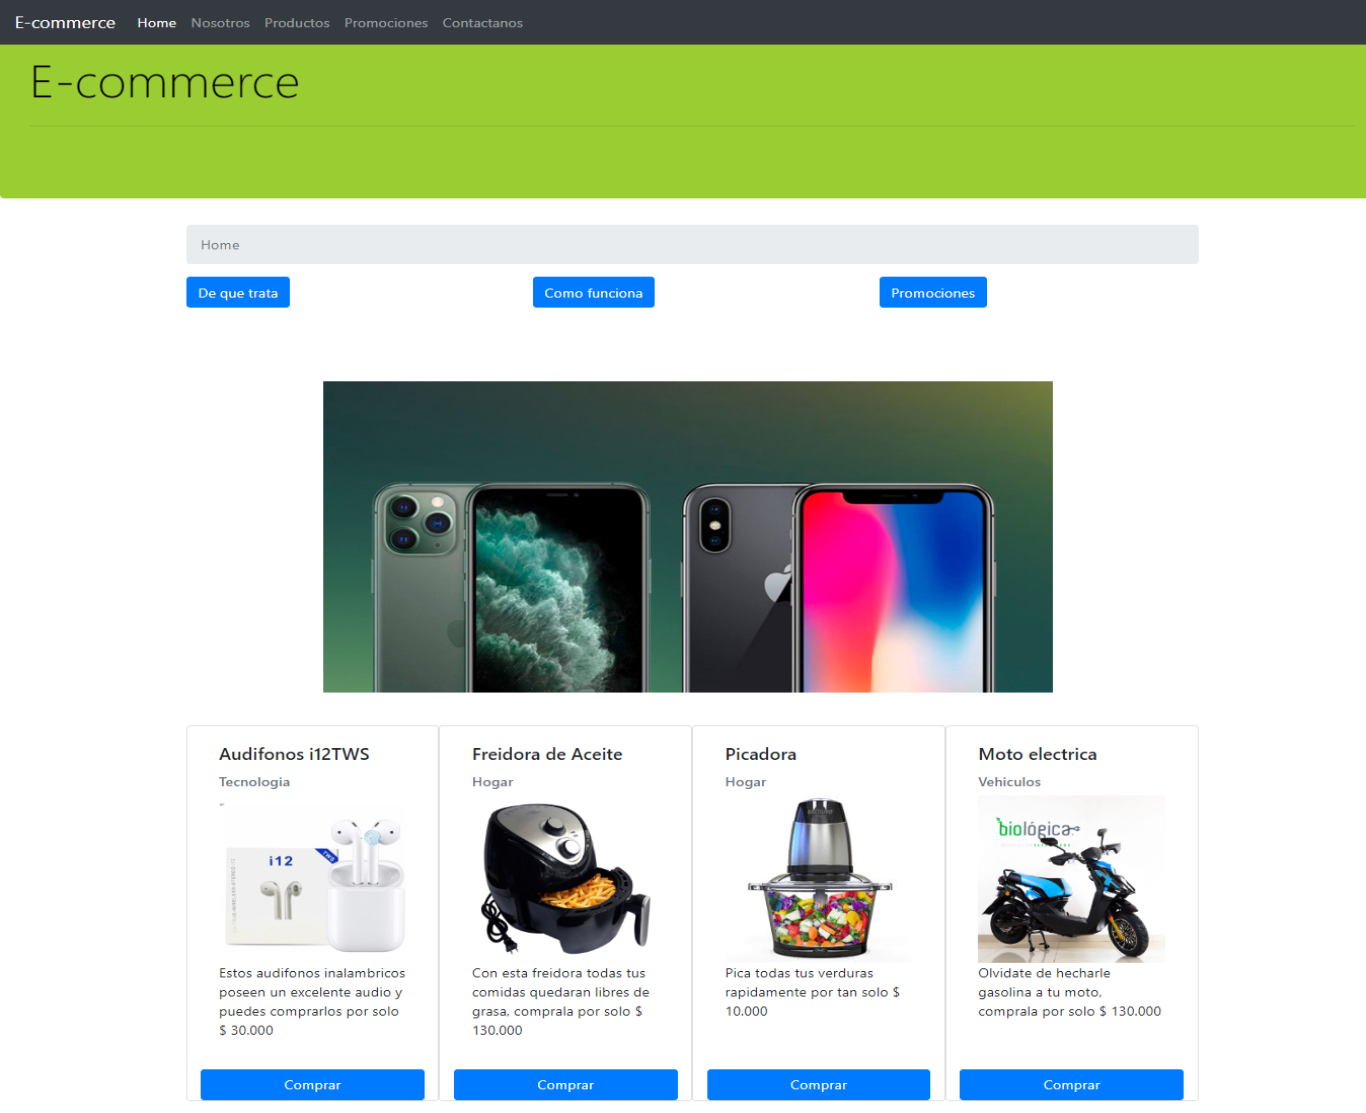 E-commerce Home Nosotros Productos Promociones Contactanos
E-commerce
Home
De que trata
Como funciona
Promociones
Audifonos i12TWS
Tecnologia
i12
TWS
Estos audifonos inalambricos
poseen un excelente audio y
puedes comprarlos por solo
$ 30.000
Comprar
Freidora de Aceite
Hogar
Con esta freidora todas tus
comidas quedaran libres de
grasa, comprala por solo $
130.000
Comprar
Picadora
Hogar
Pica todas tus verduras
rapidamente por tan solo $
10.000
Comprar
Moto electrica
Vehiculos
biológica
Olvidate de hecharle
gasolina a tu moto,
comprala por solo $ 130.000
Comprar